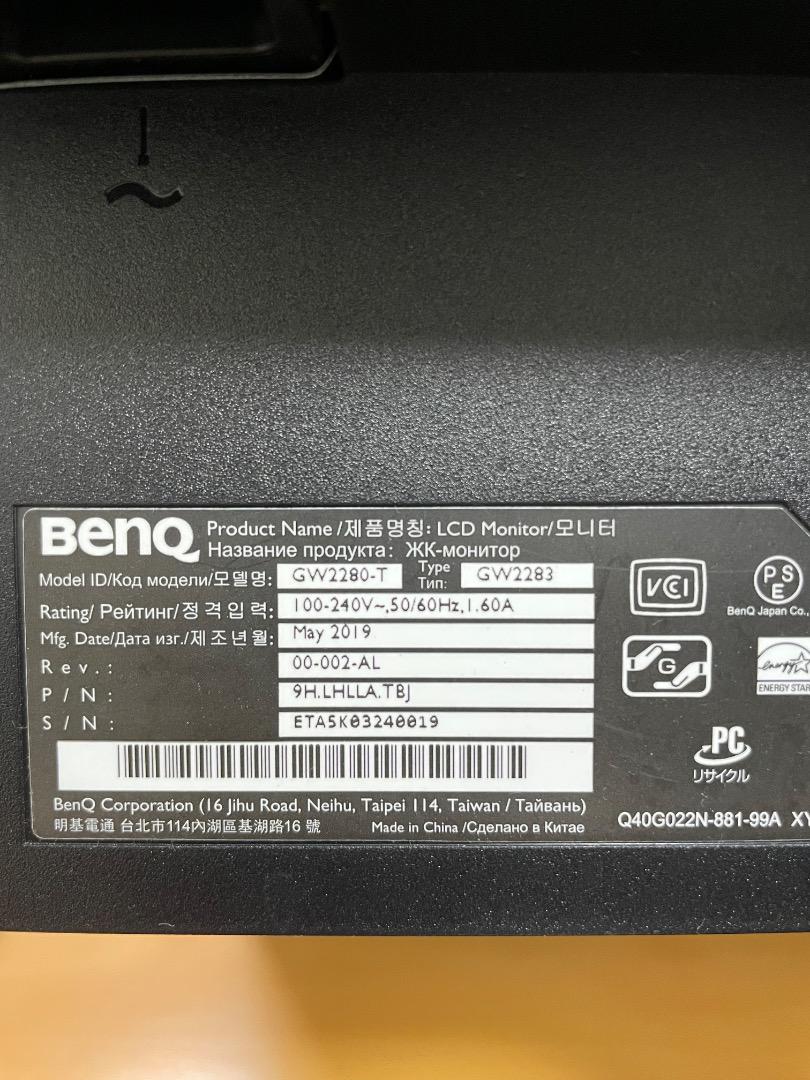 BenQ Product Name /제품명칭: LCD Monitor/모니터
Название продукта: ЖК-монитор
Model ID/Код модели/모델명: GW2280-T Type Тип: GW2283
Rating/ Рейтинг/정격입력: 100-240V~,50/60Hz,1.60A
Mfg. Date/Дата изг./제조년월: May 2019
Rev.: 00-002-AL
P/N: 9H.LHLLA.TBJ
S/N: ETA5K03240019
BenQ Corporation (16 Jihu Road, Neihu, Taipei 114, Taiwan / Тайвань)
明基電通 台北市114內湖區基湖路16 號 Made in China /Сделано в Китае
VCCI
PSE
BenQ Japan Co.,
G
energy
ENERGY STAR
PC
リサイクル
Q40G022N-881-99A XY